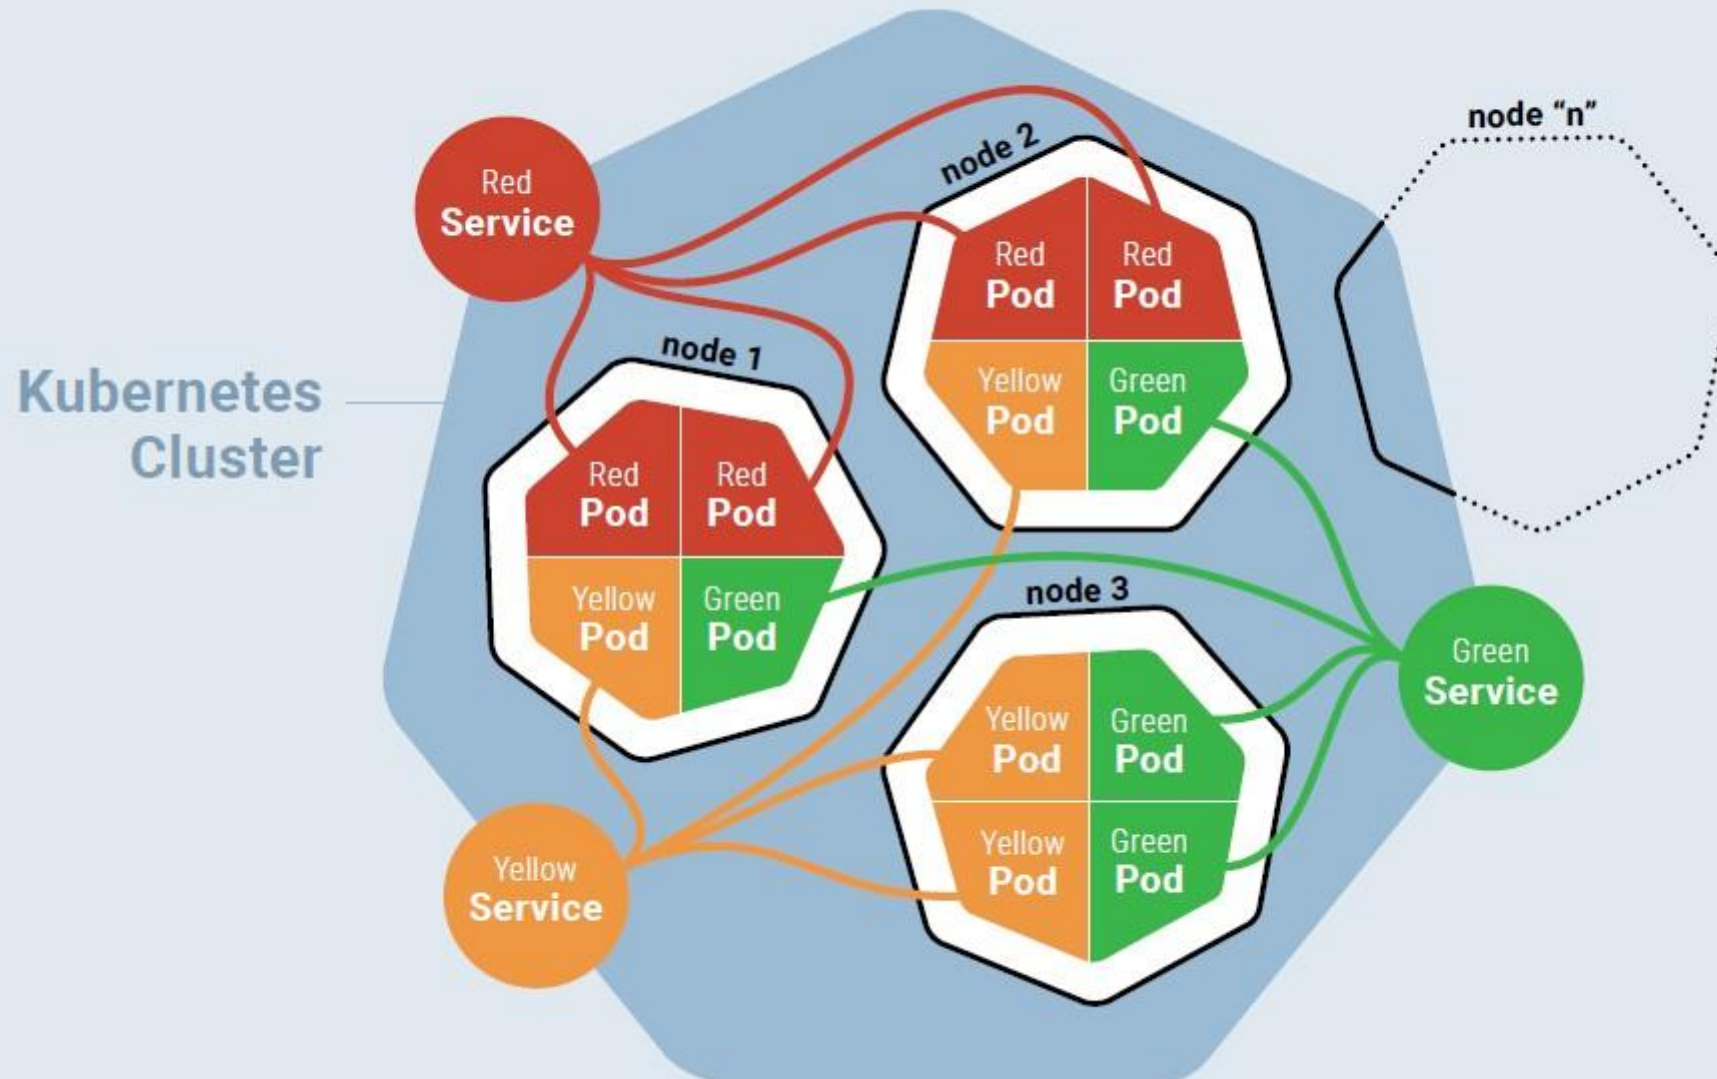 node “n”
node 2
Red
Service
Red
Pod
Red
Pod
node 1
Yellow
Pod
Green
Pod
Kubernetes
Cluster
Red
Pod
Red
Pod
Yellow
Pod
Green
Pod
node 3
Green
Service
Yellow
Pod
Green
Pod
Yellow
Pod
Green
Pod
Yellow
Service